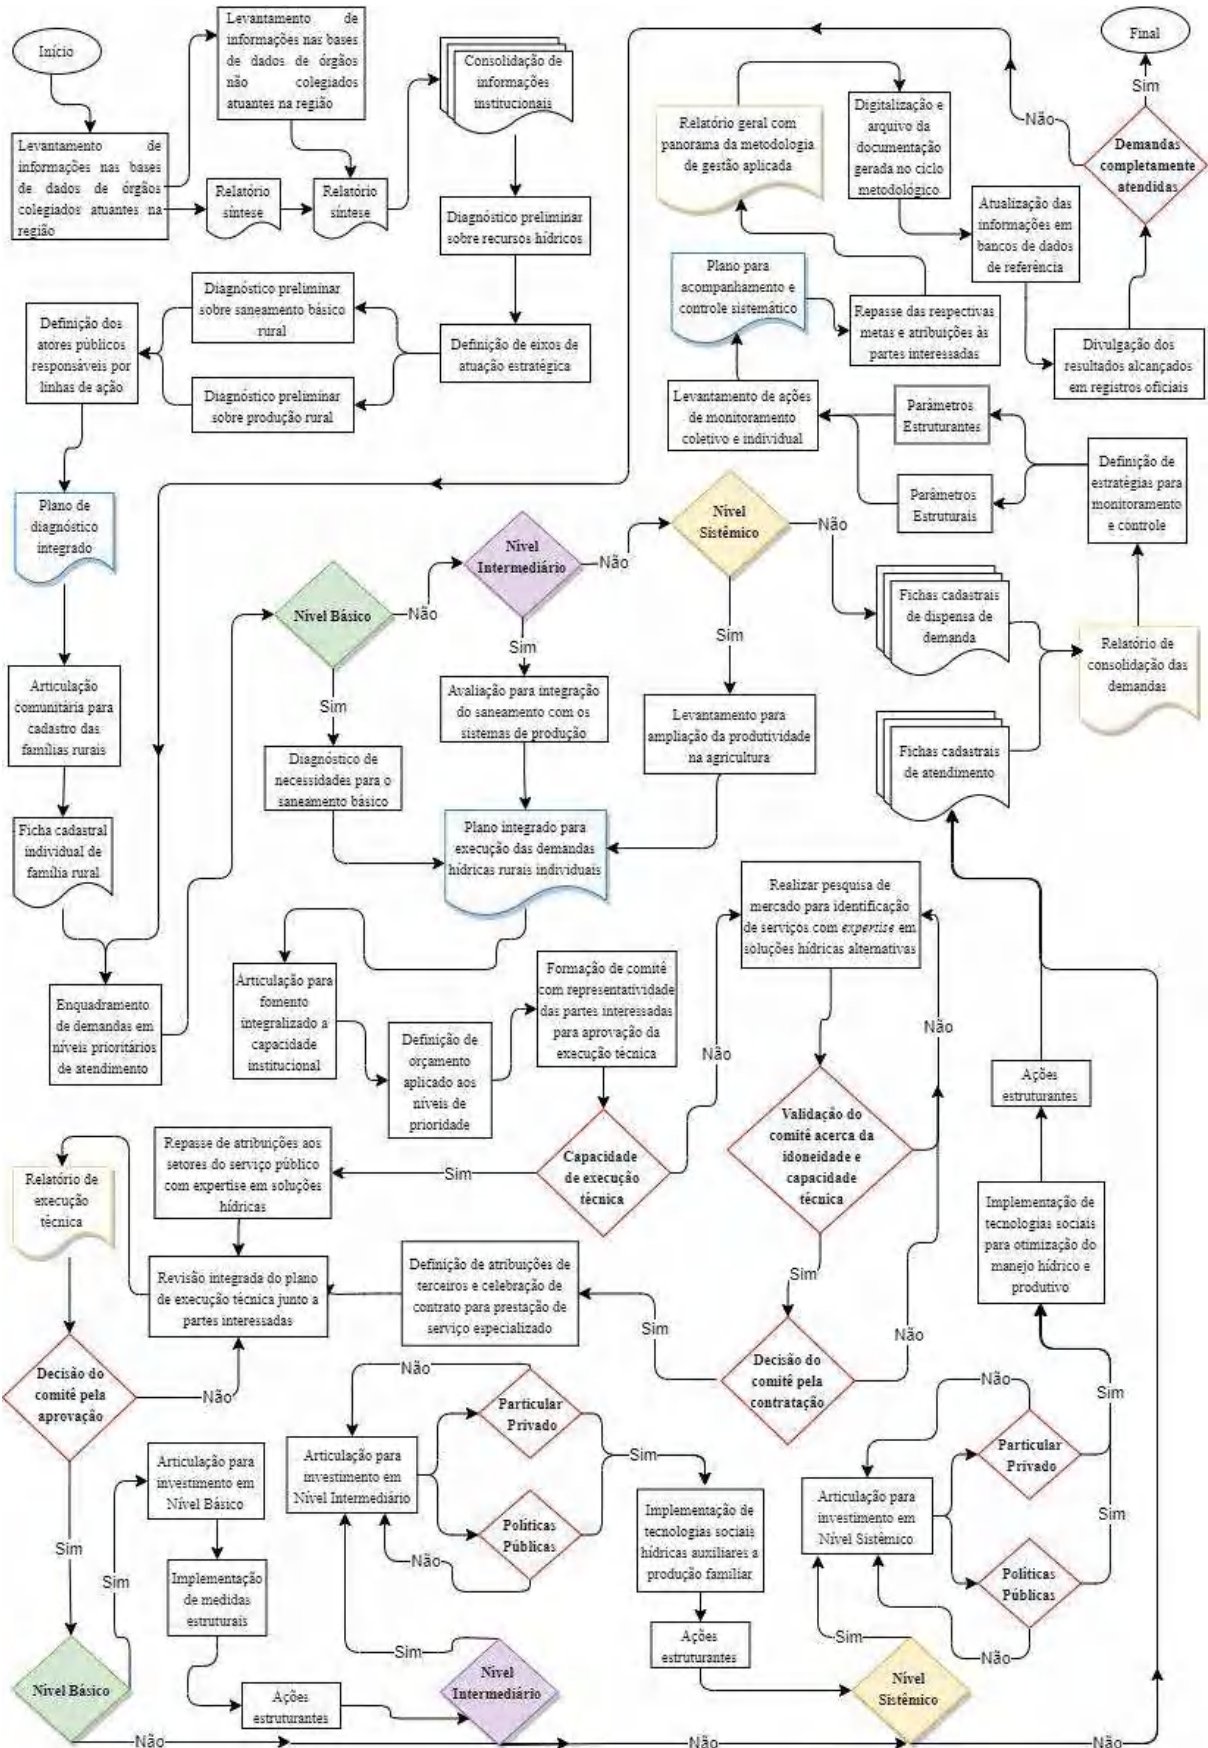 Início
Levantamento de
informações nas bases
de dados de órgãos
não colegiados
atuantes na região
Levantamento de
informações nas bases
de dados de órgãos
colegiados atuantes na
região
Relatório
síntese
Relatório
síntese
Consolidação de
informações
institucionais
Diagnóstico preliminar
sobre recursos hídricos
Definição de eixos de
atuação estratégica
Diagnóstico preliminar
sobre saneamento básico
rural
Diagnóstico preliminar
sobre produção rural
Definição dos
atores públicos
responsáveis por
linhas de ação
Plano de
diagnóstico
integrado
Articulação
comunitária para
cadastro das
famílias rurais
Ficha cadastral
individual de
família rural
Enquadramento
de demandas em
níveis prioritários
de atendimento
Nível Básico
Não
Sim
Diagnóstico de
necessidades para o
saneamento básico
Nível
Intermediário
Não
Sim
Avaliação para integração
do saneamento com os
sistemas de produção
Nível
Sistêmico
Não
Sim
Levantamento para
ampliação da produtividade
na agricultura
Plano integrado para
execução das demandas
hídricas rurais individuais
Fichas cadastrais
de dispensa de
demanda
Fichas cadastrais
de atendimento
Relatório de
consolidação das
demandas
Definição de
estratégias para
monitoramento
e controle
Parâmetros
Estruturantes
Parâmetros
Estruturais
Levantamento de ações
de monitoramento
coletivo e individual
Plano para
acompanhamento e
controle sistemático
Repasse das respectivas
metas e atribuições às
partes interessadas
Relatório geral com
panorama da metodologia
de gestão aplicada
Digitalização e
arquivo da
documentação
gerada no ciclo
metodológico
Atualização das
informações em
bancos de dados
de referência
Divulgação dos
resultados alcançados
em registros oficiais
Demandas
completamente
atendidas
Não
Sim
Final
Articulação para
fomento
integralizado a
capacidade
institucional
Definição de
orçamento
aplicado aos
níveis de
prioridade
Formação de comitê
com representatividade
das partes interessadas
para aprovação da
execução técnica
Capacidade
de execução
técnica
Não
Sim
Realizar pesquisa de
mercado para identificação
de serviços com expertise em
soluções hídricas alternativas
Validação do
comitê acerca da
idoneidade e
capacidade
técnica
Não
Sim
Decisão do
comitê pela
contratação
Não
Sim
Definição de atribuições de
terceiros e celebração de
contrato para prestação de
serviço especializado
Repasse de atribuições aos
setores do serviço público
com expertise em soluções
hídricas
Revisão integrada do plano
de execução técnica junto a
partes interessadas
Relatório de
execução
técnica
Decisão do
comitê pela
aprovação
Não
Sim
Nível Básico
Sim
Não
Articulação para
investimento em
Nível Básico
Implementação
de medidas
estruturais
Ações
estruturantes
Nível
Intermediário
Sim
Não
Articulação para
investimento em
Nível Intermediário
Particular
Privado
Não
Políticas
Públicas
Não
Sim
Implementação de
tecnologias sociais
hídricas auxiliares a
produção familiar
Ações
estruturantes
Nível
Sistêmico
Sim
Não
Articulação para
investimento em
Nível Sistêmico
Particular
Privado
Não
Sim
Políticas
Públicas
Não
Sim
Implementação de
tecnologias sociais
para otimização do
manejo hídrico e
produtivo
Ações
estruturantes